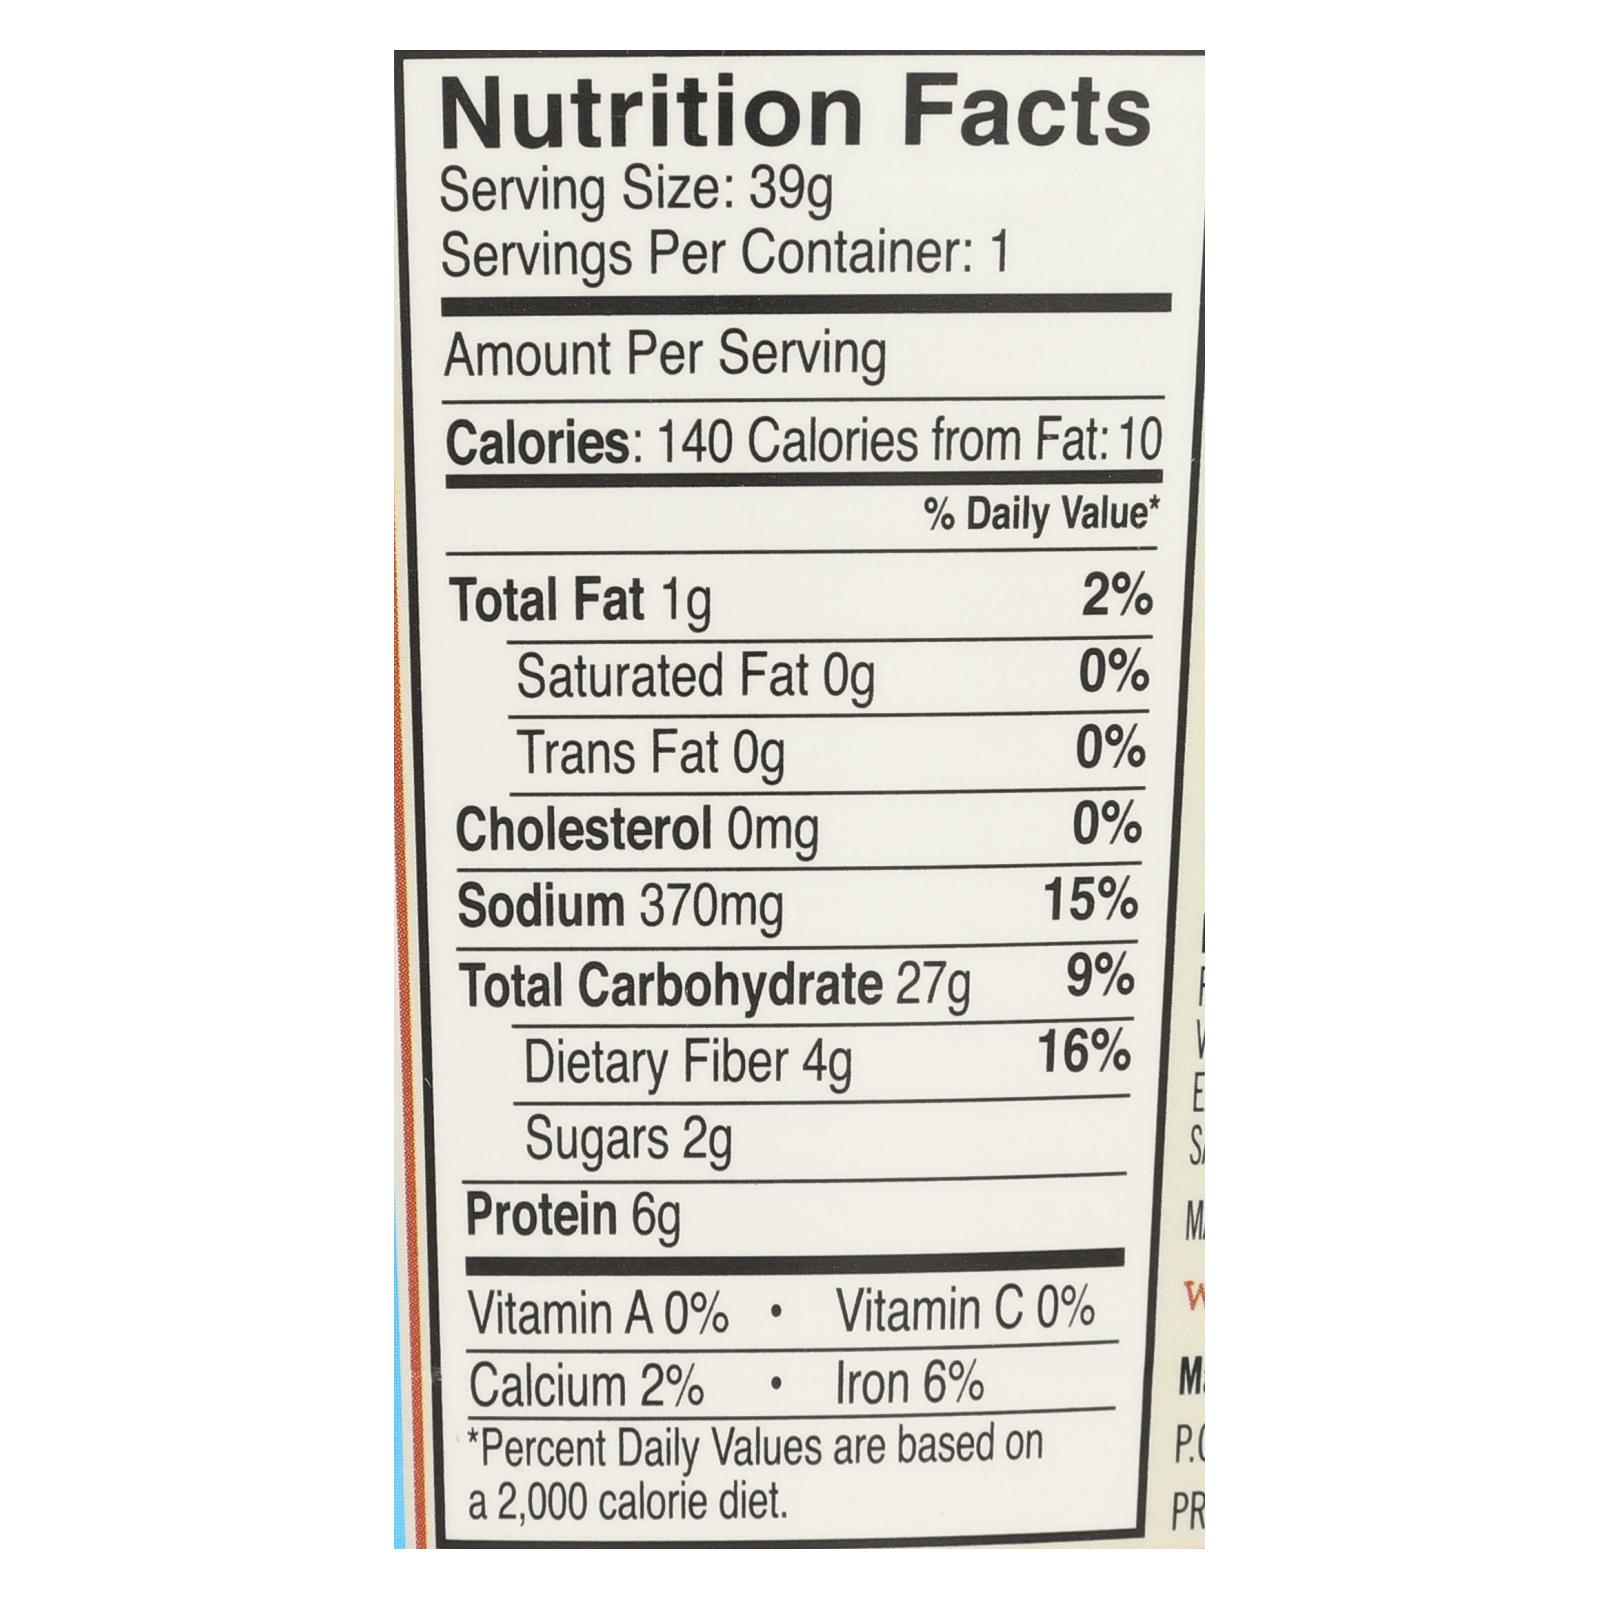 Nutrition Facts
Serving Size: 39g
Servings Per Container: 1
Amount Per Serving
Calories: 140 Calories from Fat: 10
% Daily Value*
Total Fat 1g 2%
Saturated Fat 0g 0%
Trans Fat 0g 0%
Cholesterol 0mg 0%
Sodium 370mg 15%
Total Carbohydrate 27g 9%
Dietary Fiber 4g 16%
Sugars 2g
Protein 6g
Vitamin A 0% • Vitamin C 0%
Calcium 2% • Iron 6%
*Percent Daily Values are based on
a 2,000 calorie diet.